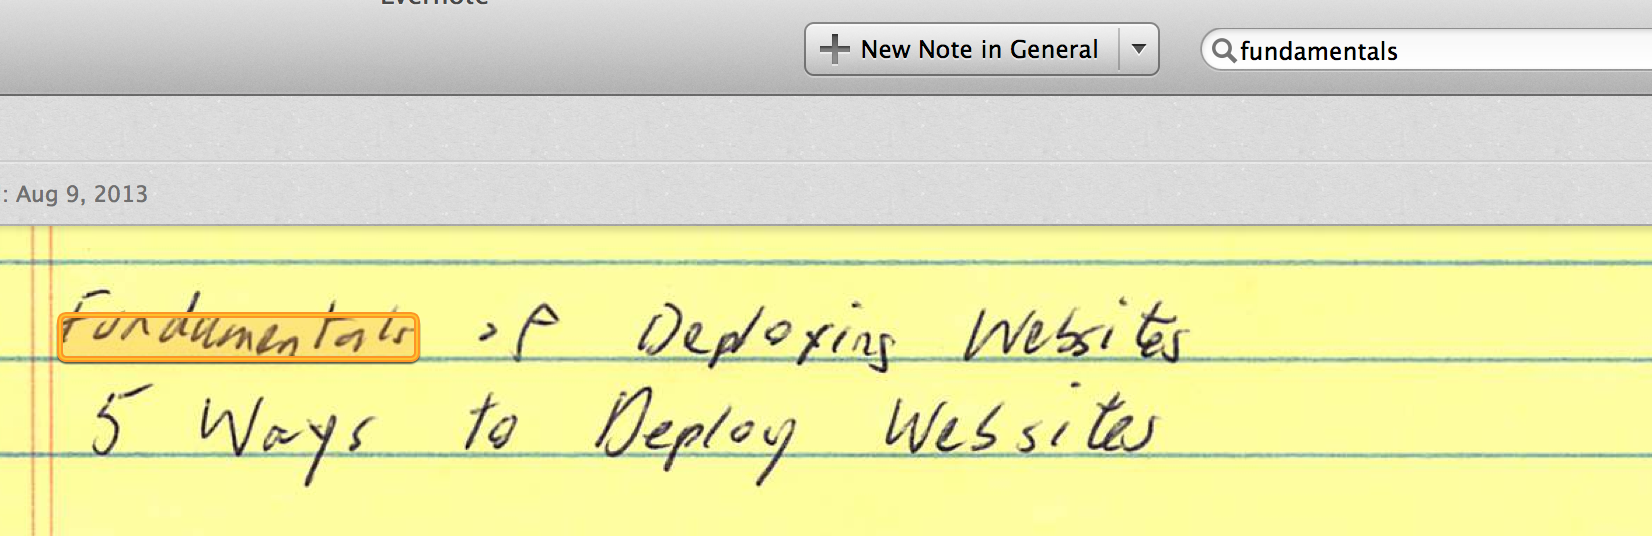 Evernote
New Note in General
fundamentals
: Aug 9, 2013
Fundamentals of Deploying Websites
5 Ways to Deploy Websites